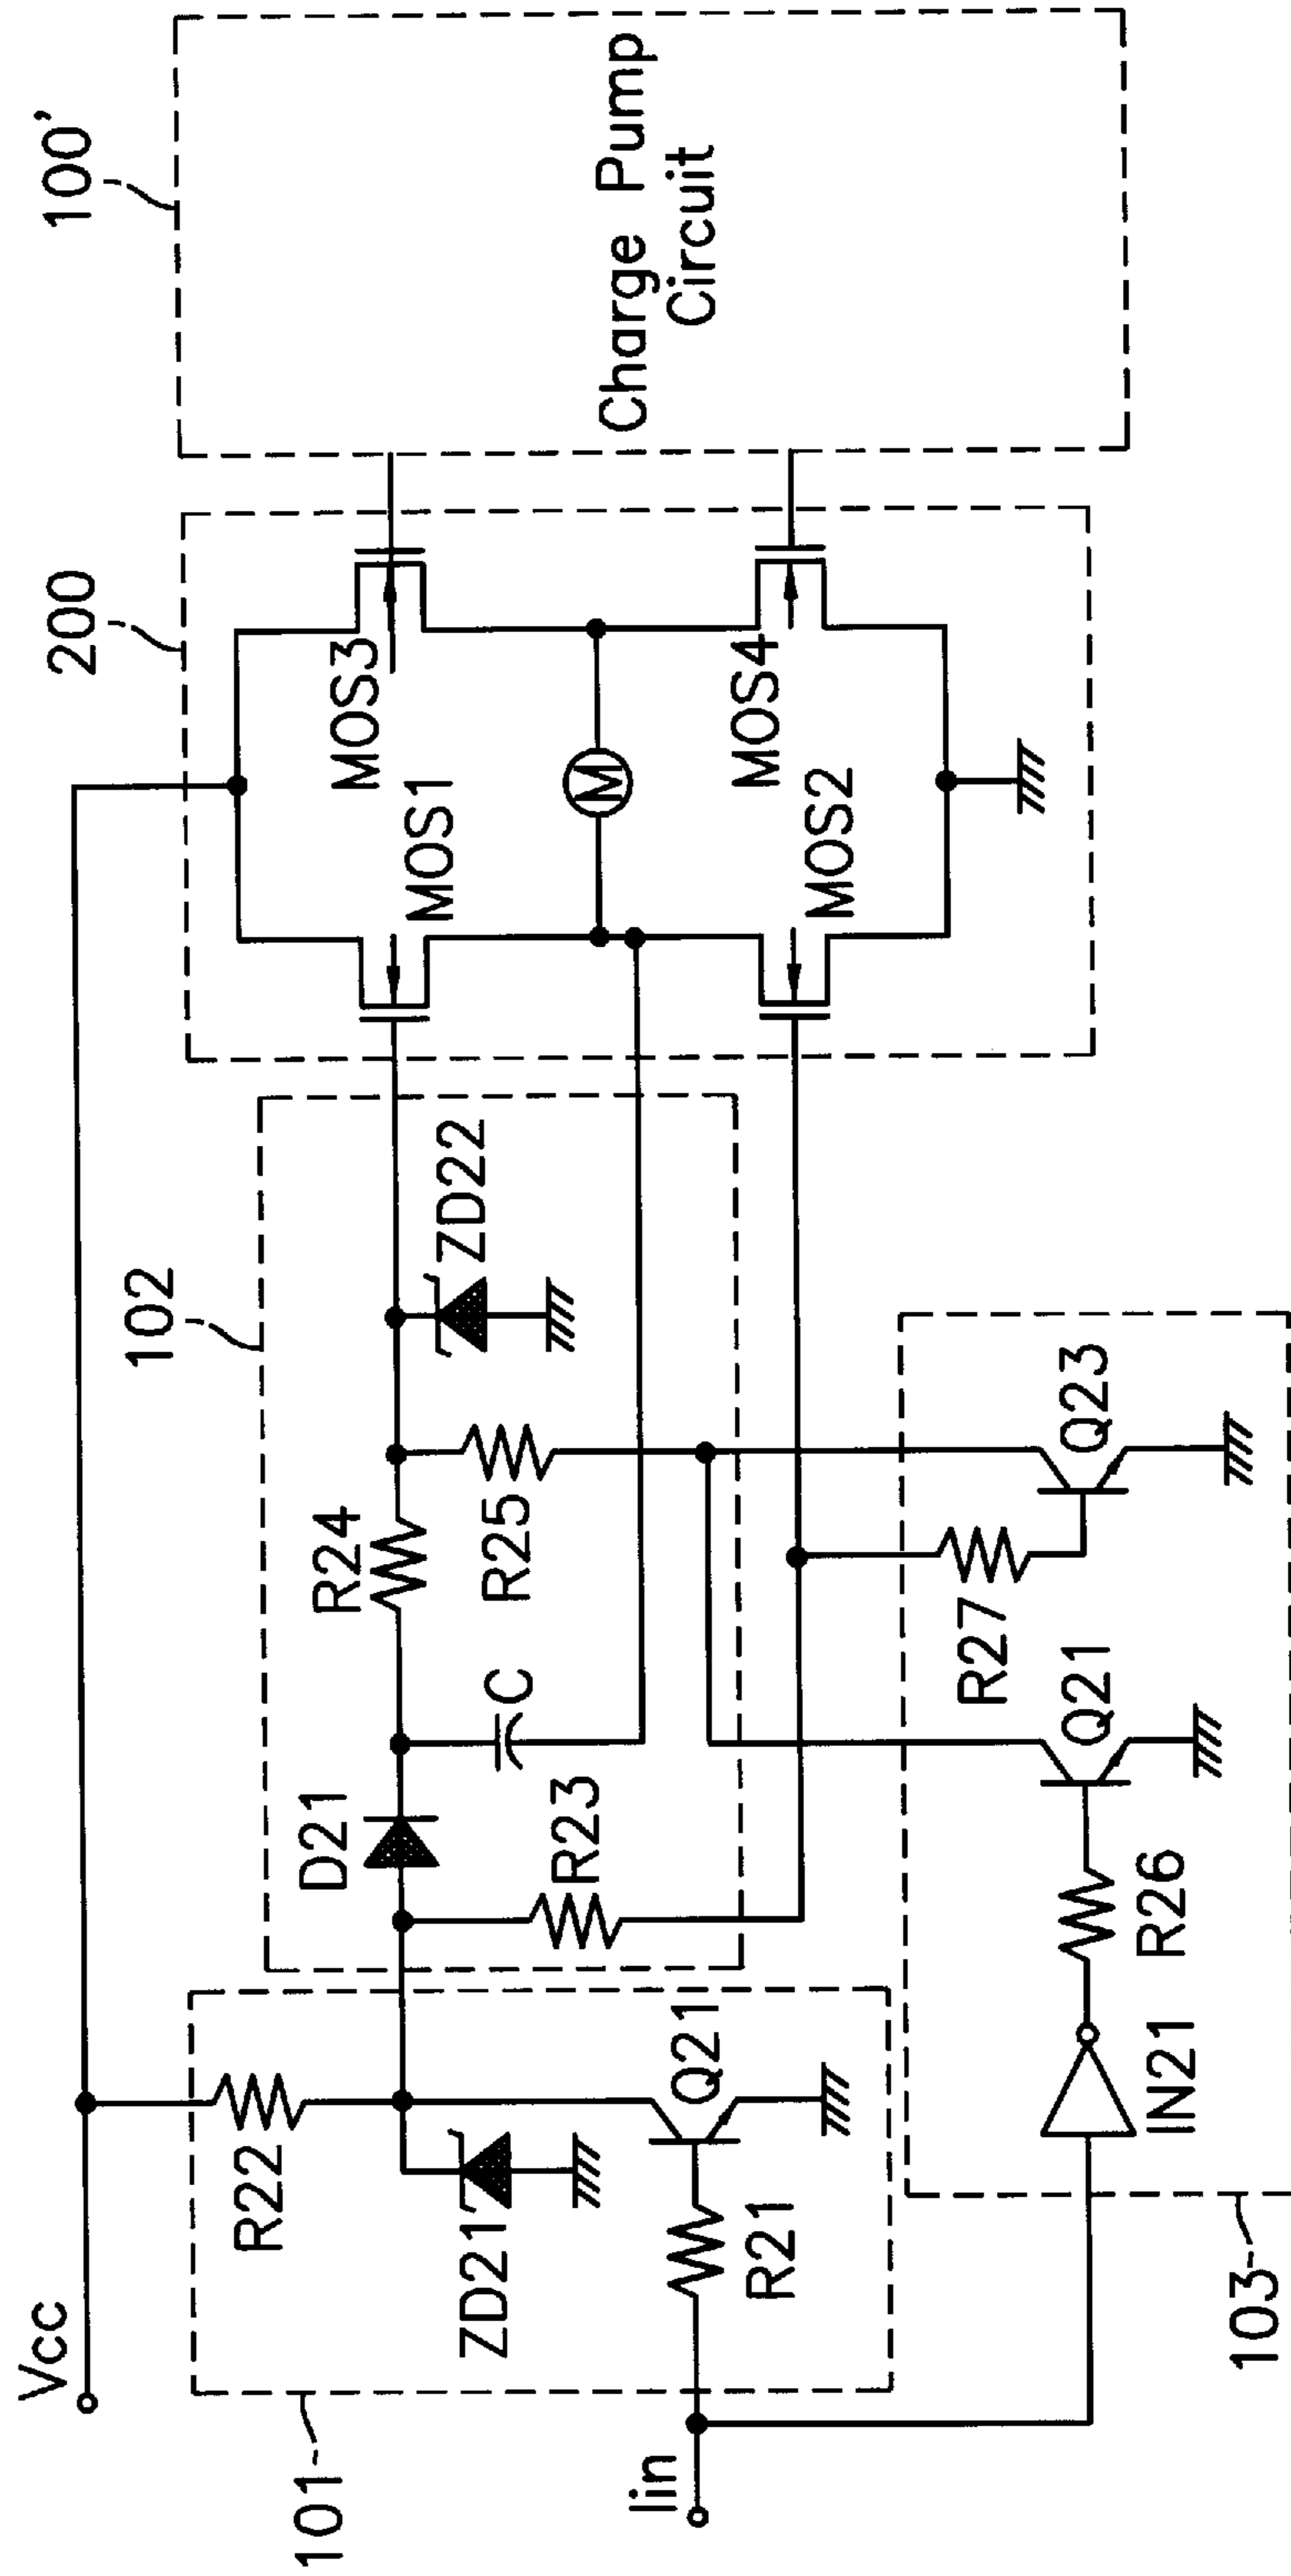 Vcc
Iin
101
R22
ZD21
Q21
R21
102
D21
R23
C
R24
R25
ZD22
200
MOS1
MOS3
M
MOS2
MOS4
100'
Charge Pump
Circuit
103
IN21
R26
Q21
R27
Q23